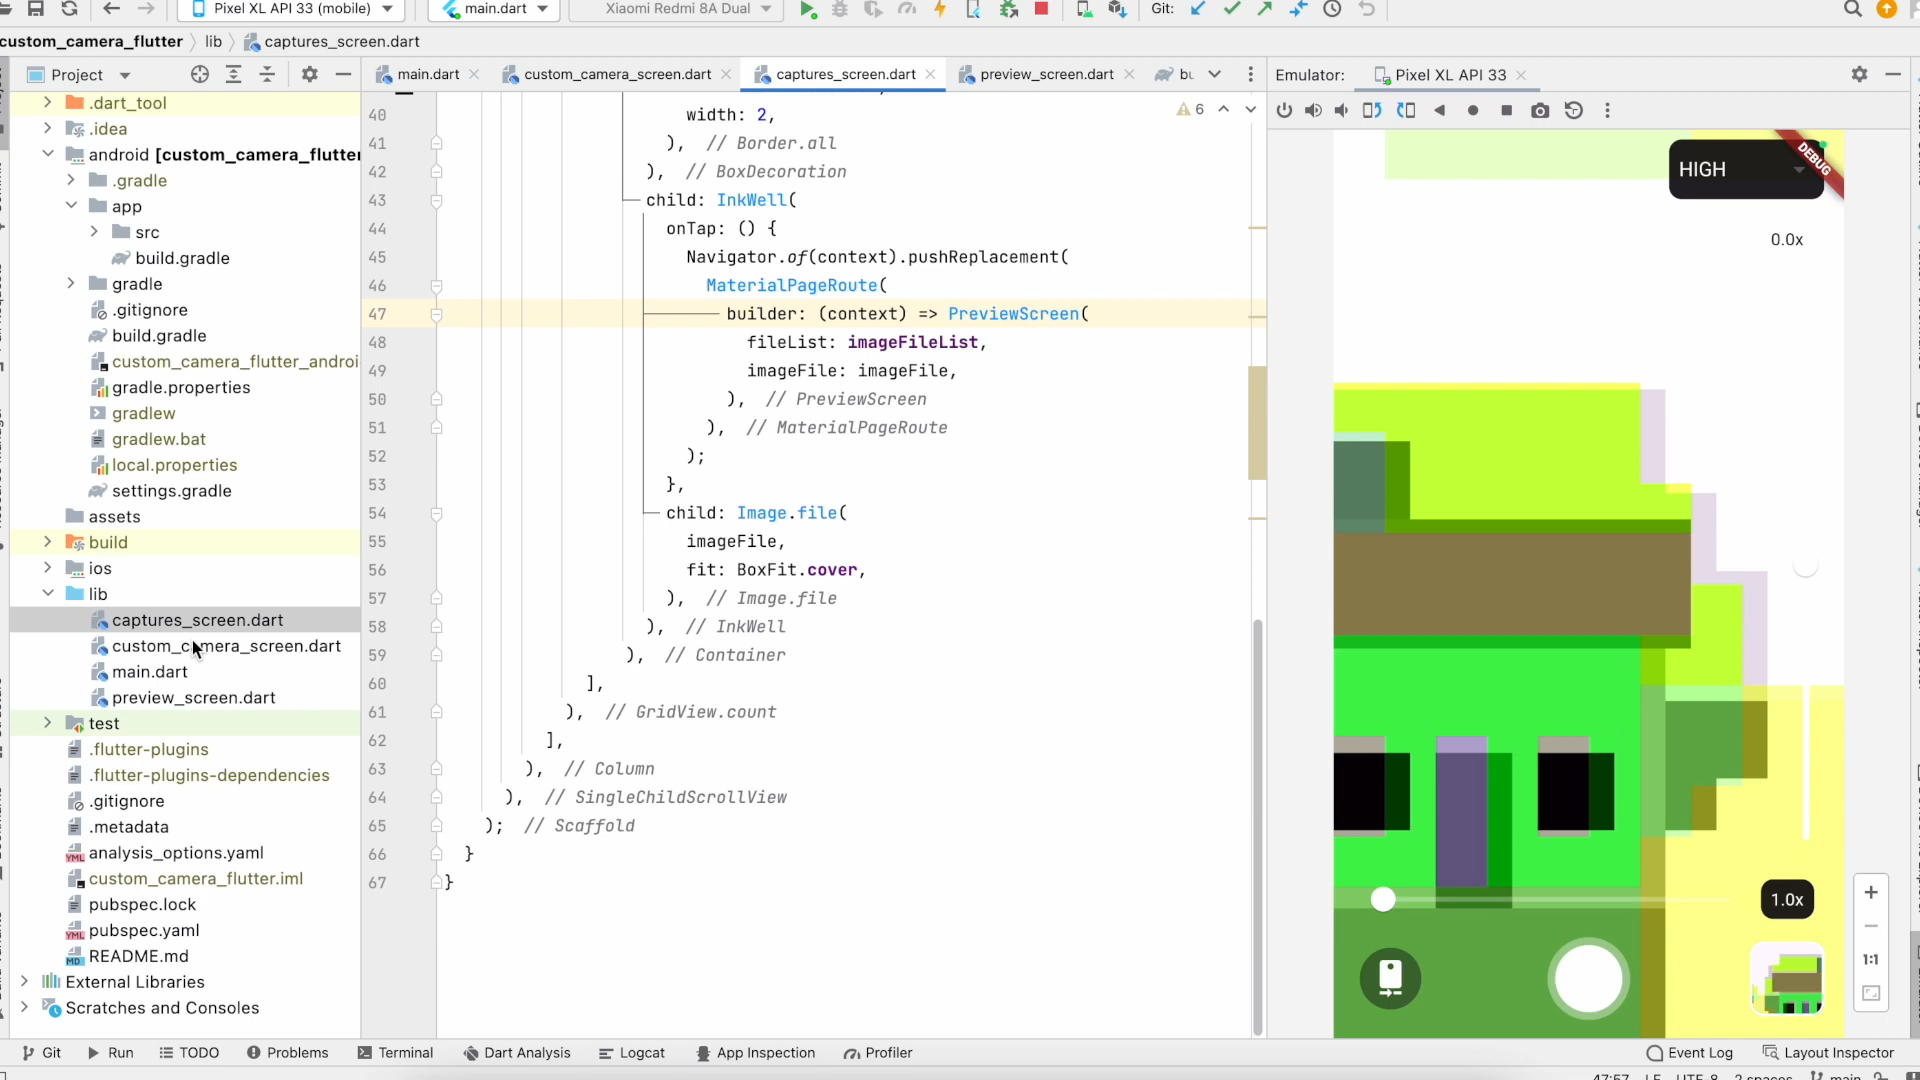 Pixel XL API 33 (mobile)
main.dart
Xiaomi Redmi 8A Dual
Git:
custom_camera_flutter
lib
captures_screen.dart
Project
main.dart
custom_camera_screen.dart
captures_screen.dart
preview_screen.dart
Emulator:
Pixel XL API 33
.dart_tool
.idea
android [custom_camera_flutter
.gradle
app
src
build.gradle
gradle
.gitignore
build.gradle
custom_camera_flutter_androi
gradle.properties
gradlew
gradlew.bat
local.properties
settings.gradle
assets
build
ios
lib
captures_screen.dart
custom_camera_screen.dart
main.dart
preview_screen.dart
test
.flutter-plugins
.flutter-plugins-dependencies
.gitignore
.metadata
analysis_options.yaml
custom_camera_flutter.iml
pubspec.lock
pubspec.yaml
README.md
External Libraries
Scratches and Consoles
6
40 width: 2,
41 ), // Border.all
42 ), // BoxDecoration
43 child: InkWell(
44 onTap: () {
45 Navigator.of(context).pushReplacement(
46 MaterialPageRoute(
47 builder: (context) => PreviewScreen(
48 fileList: imageFileList,
49 imageFile: imageFile,
50 ), // PreviewScreen
51 ), // MaterialPageRoute
52 );
53 },
54 child: Image.file(
55 imageFile,
56 fit: BoxFit.cover,
57 ), // Image.file
58 ), // InkWell
59 ), // Container
60 ],
61 ), // GridView.count
62 ],
63 ), // Column
64 ), // SingleChildScrollView
65 ); // Scaffold
66 }
67 }
HIGH
DEBUG
0.0x
1.0x
1:1
Git
Run
TODO
Problems
Terminal
Dart Analysis
Logcat
App Inspection
Profiler
Event Log
Layout Inspector
47:57 LF UTF-8 2 spaces main